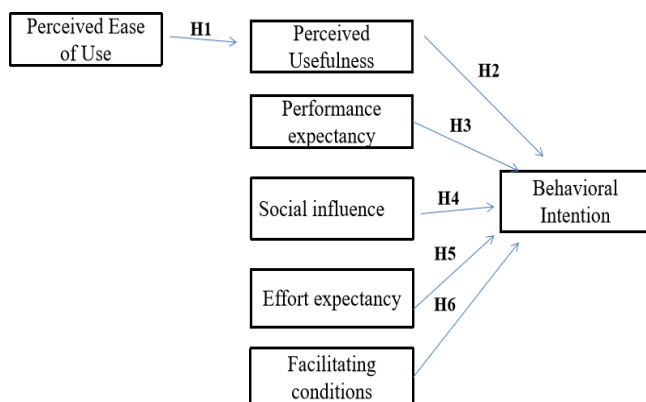 Perceived Ease
of Use
H1
Perceived
Usefulness
H2
Performance
expectancy
H3
Behavioral
Intention
Social influence
H4
H5
Effort expectancy
H6
Facilitating
conditions